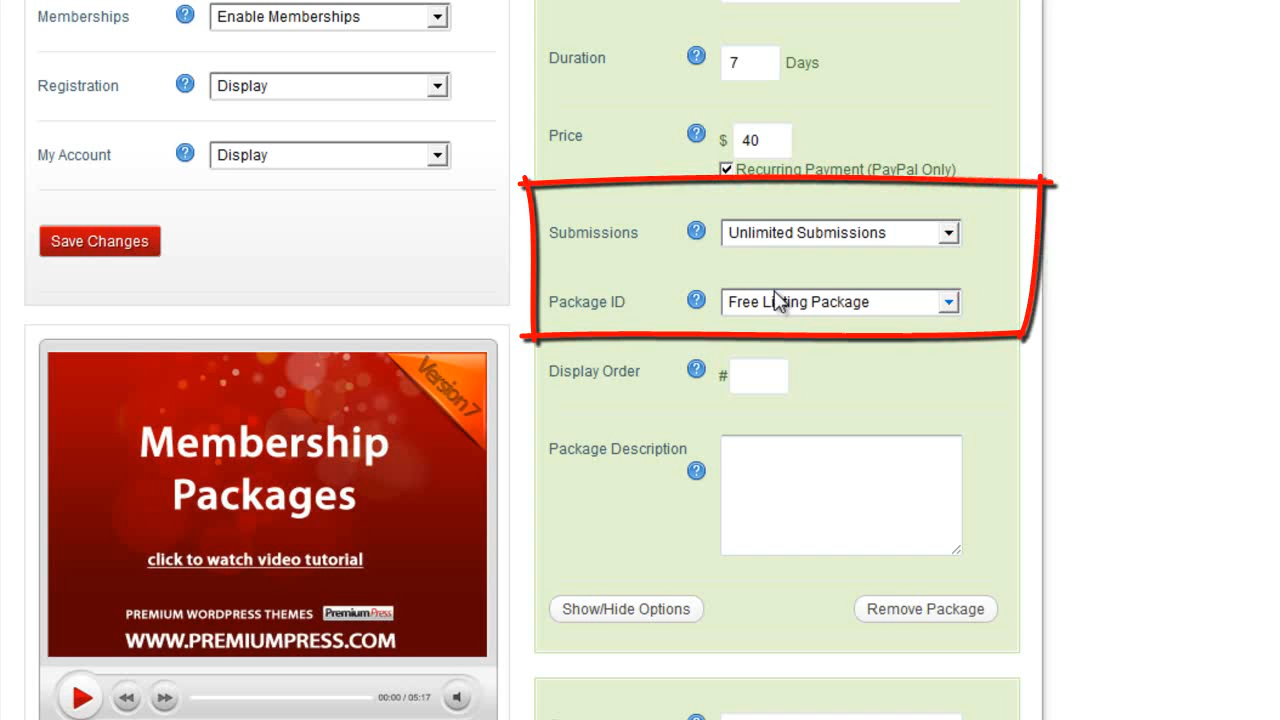 Memberships ? Enable Memberships
Registration ? Display
My Account ? Display
Save Changes
Version 7
Membership
Packages
click to watch video tutorial
PREMIUM WORDPRESS THEMES PremiumPress
WWW.PREMIUMPRESS.COM
00:00 / 05:17
Duration ? 7 Days
Price ? $ 40
Recurring Payment (PayPal Only)
Submissions ? Unlimited Submissions
Package ID ? Free Listing Package
Display Order ? #
Package Description
?
Show/Hide Options Remove Package
?